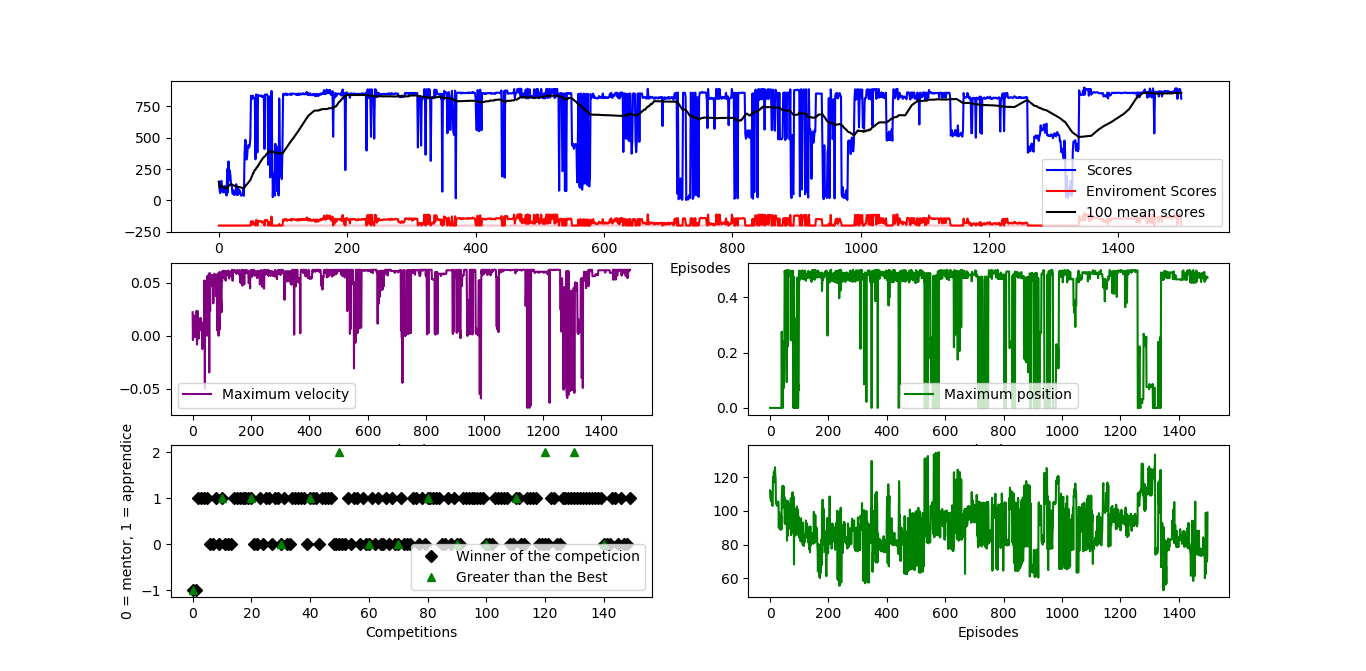 750
500
250
0
−250
0 200 400 600 800 1000 1200 1400
Scores
Enviroment Scores
100 mean scores
Episodes
0.05
0.00
−0.05
0 200 400 600 800 1000 1200 1400
Maximum velocity
0.4
0.2
0.0
0 200 400 600 800 1000 1200 1400
Maximum position
0 = mentor, 1 = apprendice
2
1
0
−1
0 20 40 60 80 100 120 140
Winner of the competicion
Greater than the Best
Competitions
120
100
80
60
0 200 400 600 800 1000 1200 1400
Episodes